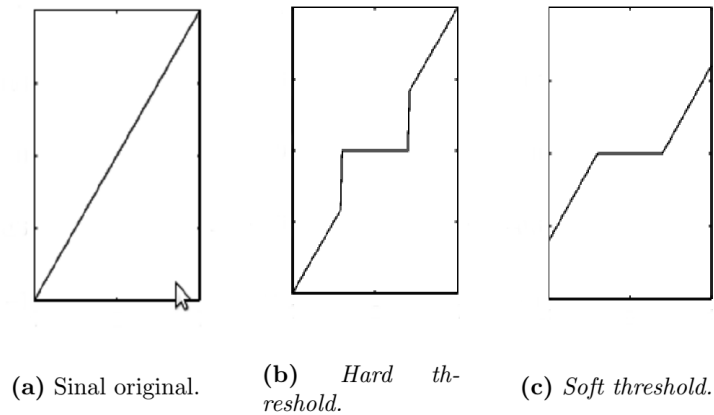 (a) Sinal original.
(b) Hard th-
reshold.
(c) Soft threshold.